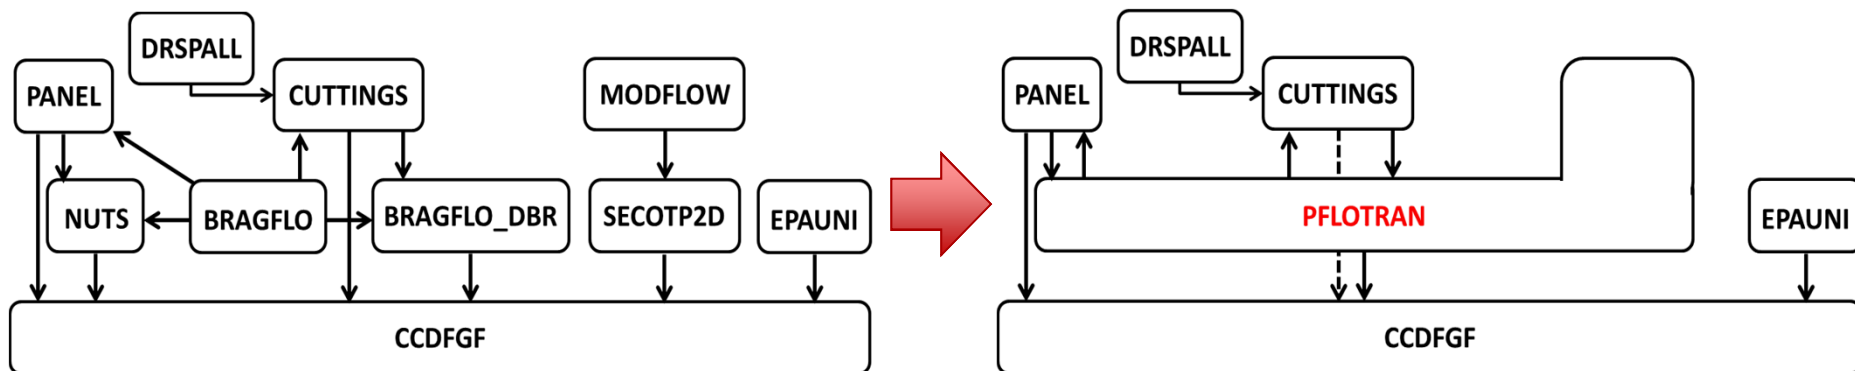 DRSPALL
PANEL
CUTTINGS
MODFLOW
NUTS
BRAGFLO
BRAGFLO_DBR
SECOTP2D
EPAUNI
CCDFGF
DRSPALL
PANEL
CUTTINGS
PFLOTRAN
EPAUNI
CCDFGF